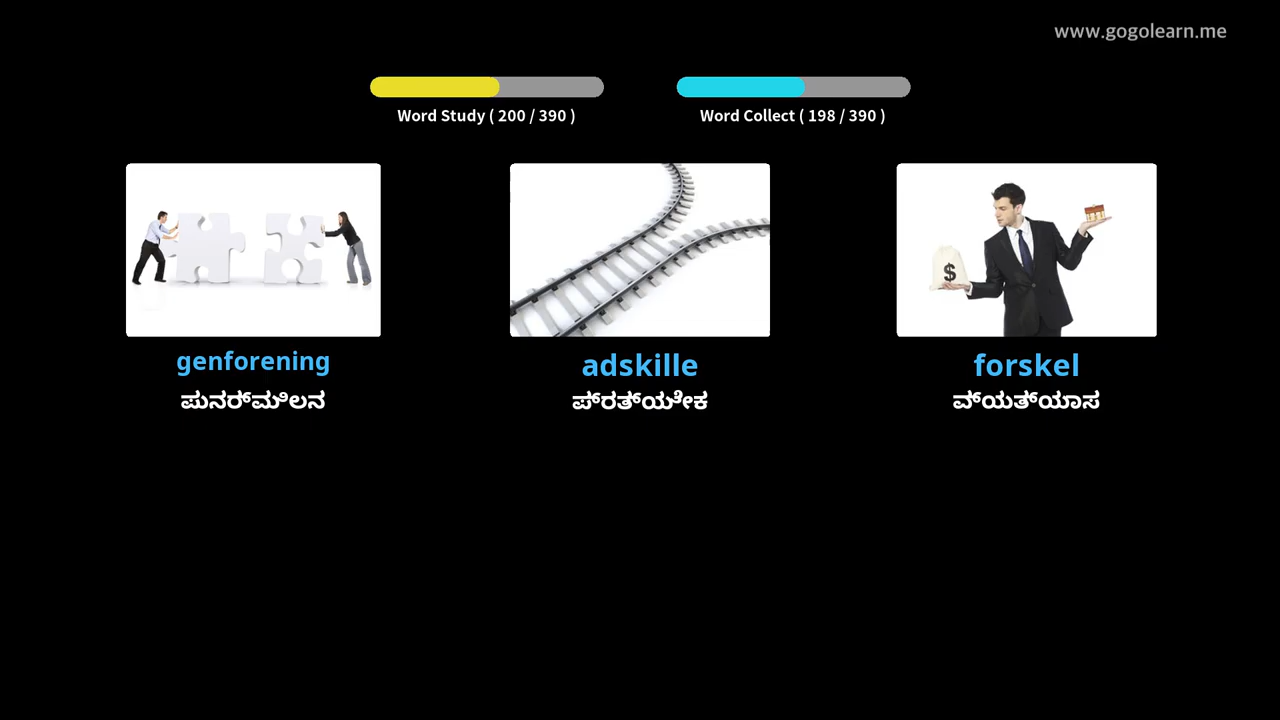 www.gogolearn.me
Word Study ( 200 / 390 )
Word Collect ( 198 / 390 )
$
genforening
adskille
forskel
ಪುನರ್ಮಿಲನ
ಪ್ರತ್ಯೇಕ
ವ್ಯತ್ಯಾಸ